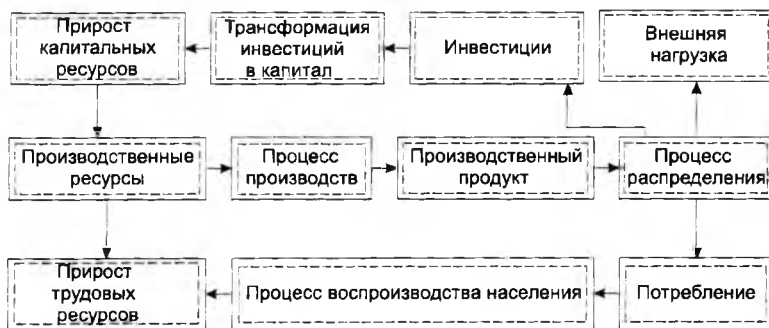 Прирост
капитальных
ресурсов
Трансформация
инвестиций
в капитал
Инвестиции
Внешняя
нагрузка
Производственные
ресурсы
Процесс
производств
Производственный
продукт
Процесс
распределения
Прирост
трудовых
ресурсов
Процесс воспроизводства населения
Потребление